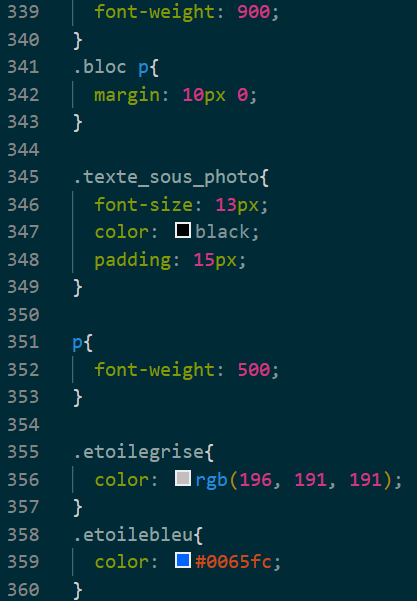 339 font-weight: 900;
340 }
341 .bloc p{
342 margin: 10px 0;
343 }
344
345 .texte_sous_photo{
346 font-size: 13px;
347 color: black;
348 padding: 15px;
349 }
350
351 p{
352 font-weight: 500;
353 }
354
355 .etoilegrise{
356 color: rgb(196, 191, 191);
357 }
358 .etoilebleu{
359 color: #0065fc;
360 }